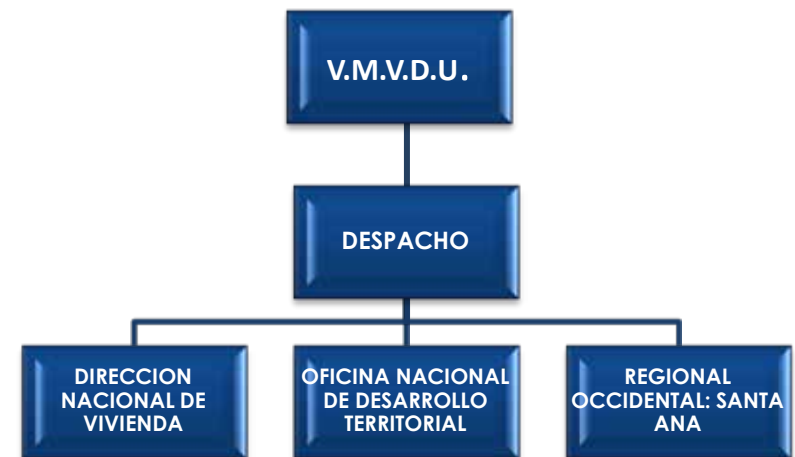 V.M.V.D.U.
DESPACHO
DIRECCION
NACIONAL DE
VIVIENDA
OFICINA NACIONAL
DE DESARROLLO
TERRITORIAL
REGIONAL
OCCIDENTAL: SANTA
ANA